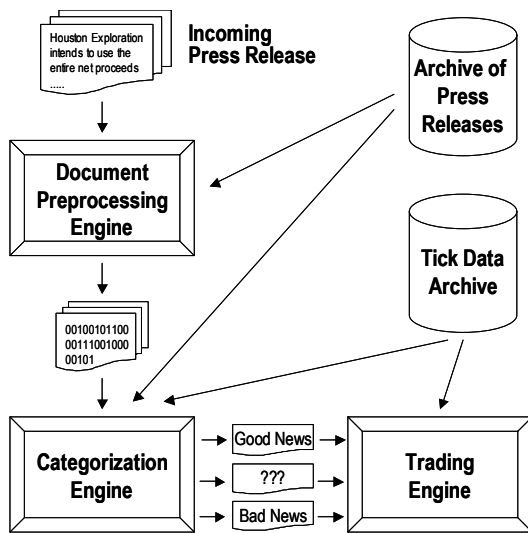 Houston Exploration
intends to use the
entire net proceeds
.....
Incoming
Press Release
Archive of
Press
Releases
Document
Preprocessing
Engine
Tick Data
Archive
00100101100
00111001000
00101
Categorization
Engine
Good News
???
Bad News
Trading
Engine